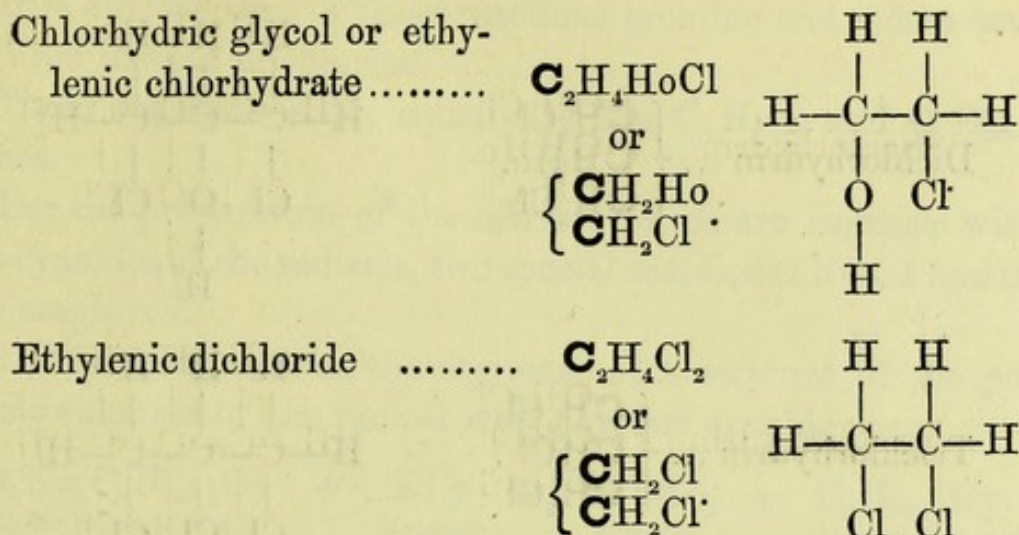 Chlorhydric glycol or ethy-
lenic chlorhydrate ......... C₂H₄HoCl
or
{ CH₂Ho
CH₂Cl .
H H
H—C—C—H
O Cl
H
Ethylenic dichloride ......... C₂H₄Cl₂
or
{ CH₂Cl
CH₂Cl.
H H
H—C—C—H
Cl Cl